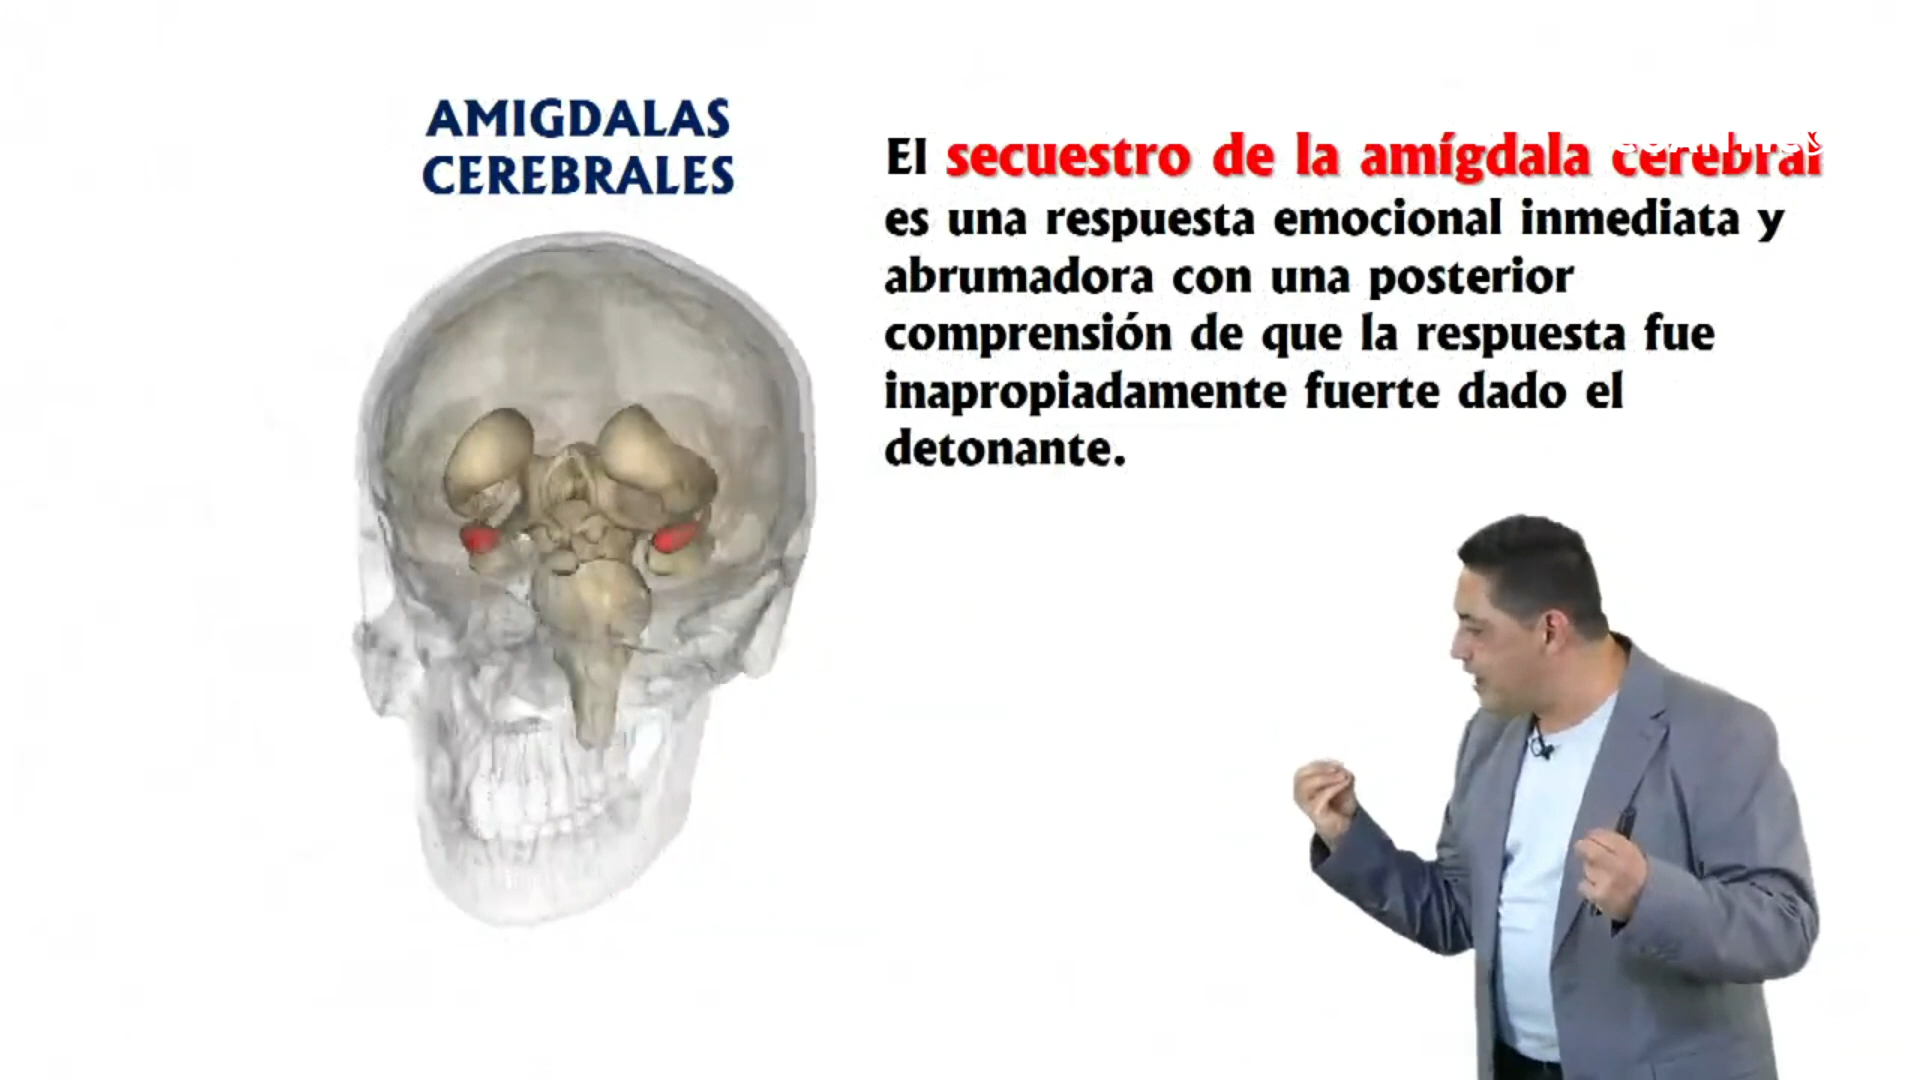 AMIGDALAS
CEREBRALES
El secuestro de la amígdala cerebral
es una respuesta emocional inmediata y
abrumadora con una posterior
comprensión de que la respuesta fue
inapropiadamente fuerte dado el
detonante.